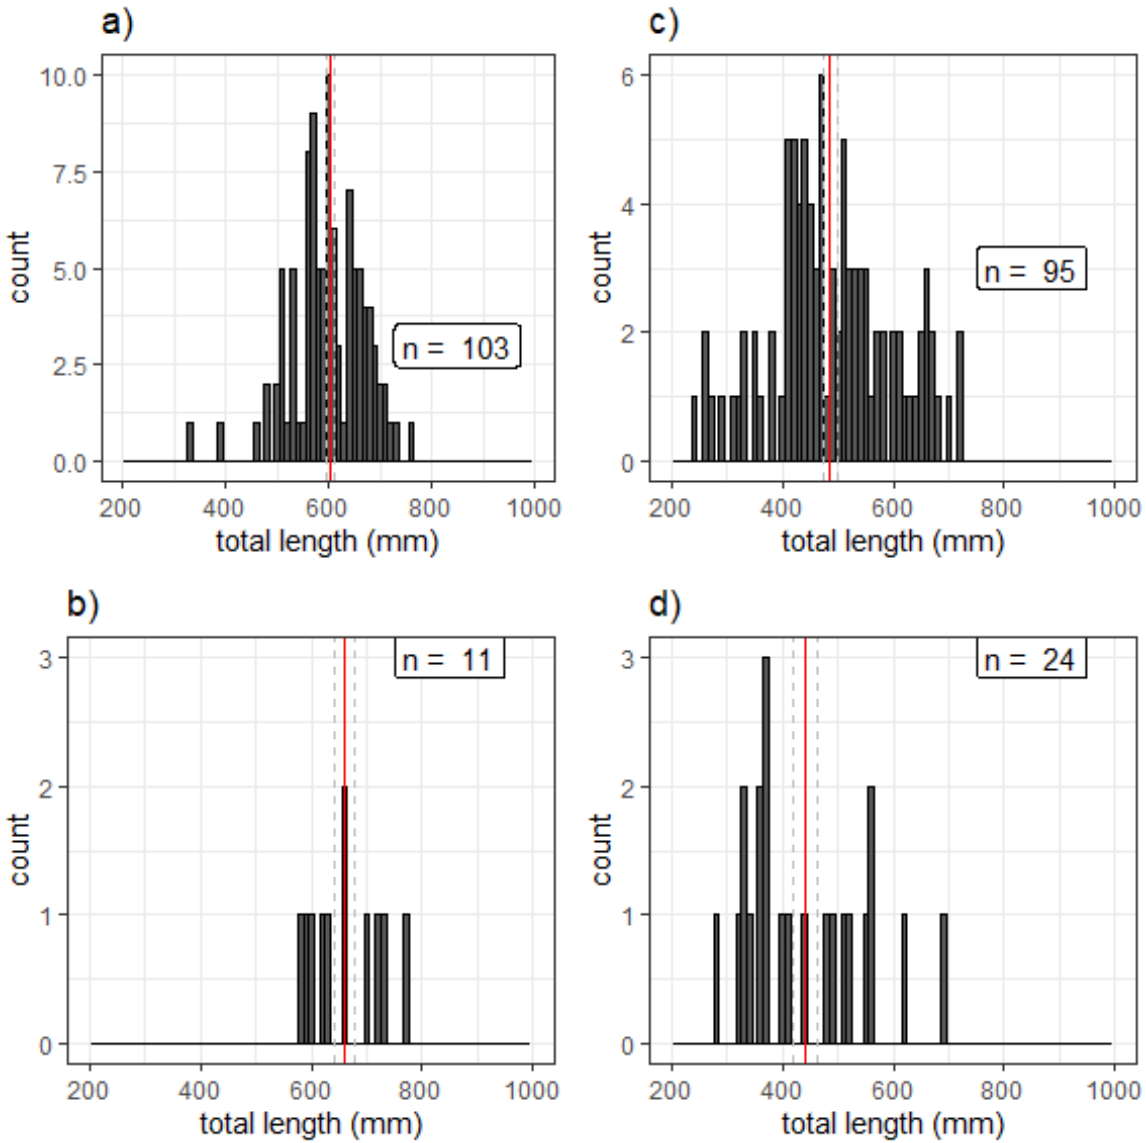 a)
10.0
7.5
5.0
2.5
0.0
count
n = 103
200 400 600 800 1000
total length (mm)
c)
6
4
2
0
count
n = 95
200 400 600 800 1000
total length (mm)
b)
3
2
1
0
count
n = 11
200 400 600 800 1000
total length (mm)
d)
3
2
1
0
count
n = 24
200 400 600 800 1000
total length (mm)